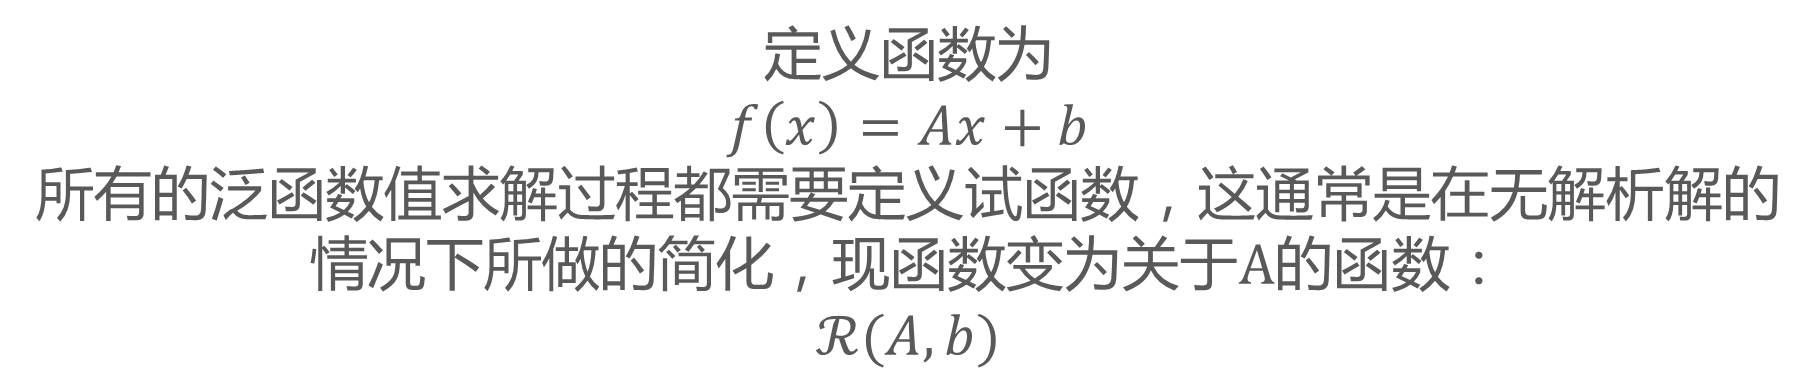 定义函数为
f(x) = Ax + b
所有的泛函数值求解过程都需要定义试函数，这通常是在无解析解的
情况下所做的简化，现函数变为关于A的函数：
ℛ(A, b)